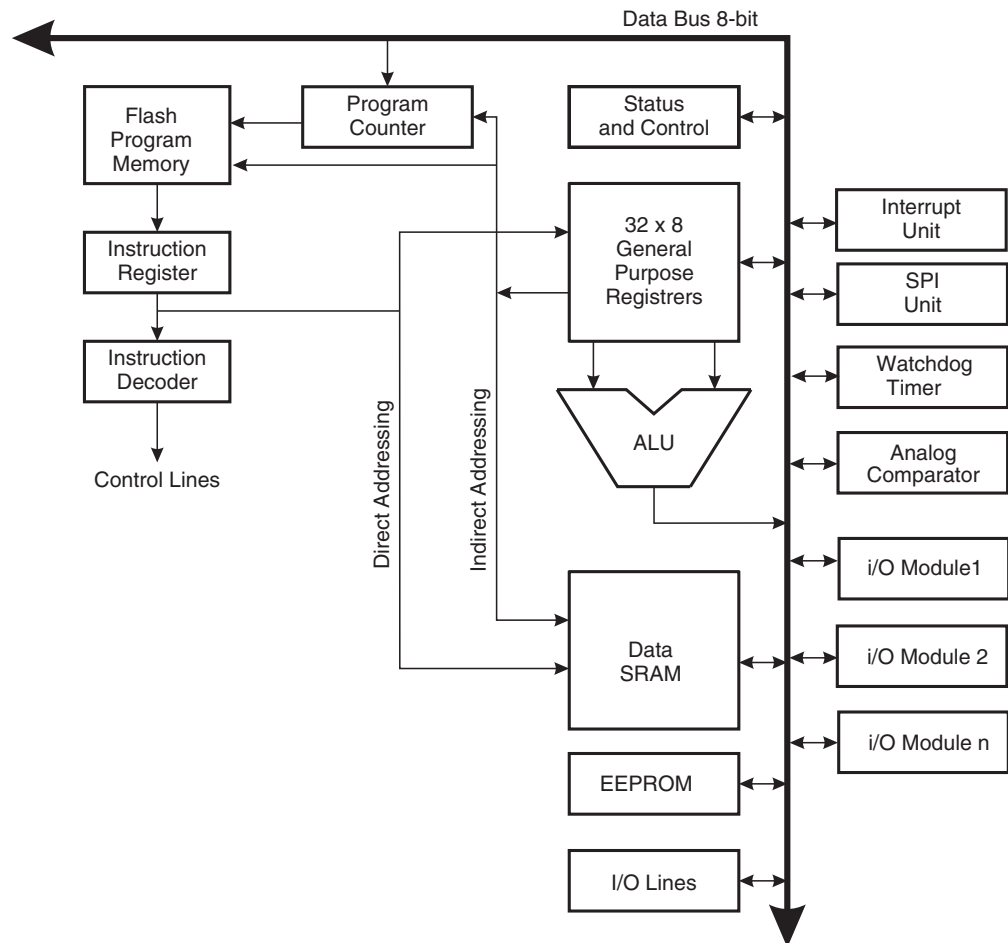 Data Bus 8-bit
Flash
Program
Memory
Program
Counter
Status
and Control
32 x 8
General
Purpose
Registrers
Interrupt
Unit
Instruction
Register
SPI
Unit
Instruction
Decoder
Watchdog
Timer
Direct Addressing
Indirect Addressing
ALU
Analog
Comparator
Control Lines
i/O Module1
Data
SRAM
i/O Module 2
i/O Module n
EEPROM
I/O Lines